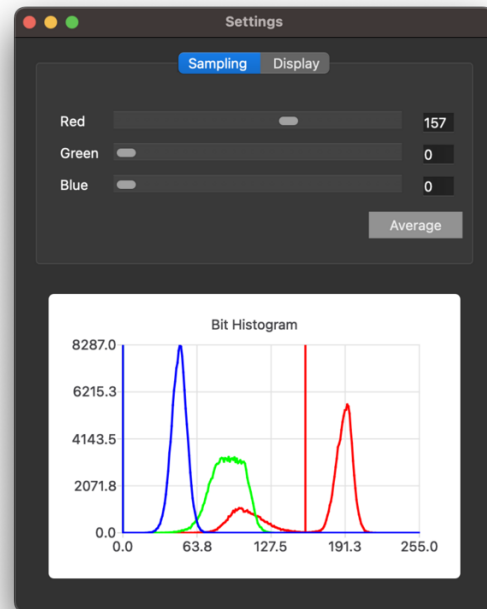 Settings
Sampling Display
Red 157
Green 0
Blue 0
Average
Bit Histogram
8287.0
6215.3
4143.5
2071.8
0.0
0.0 63.8 127.5 191.3 255.0